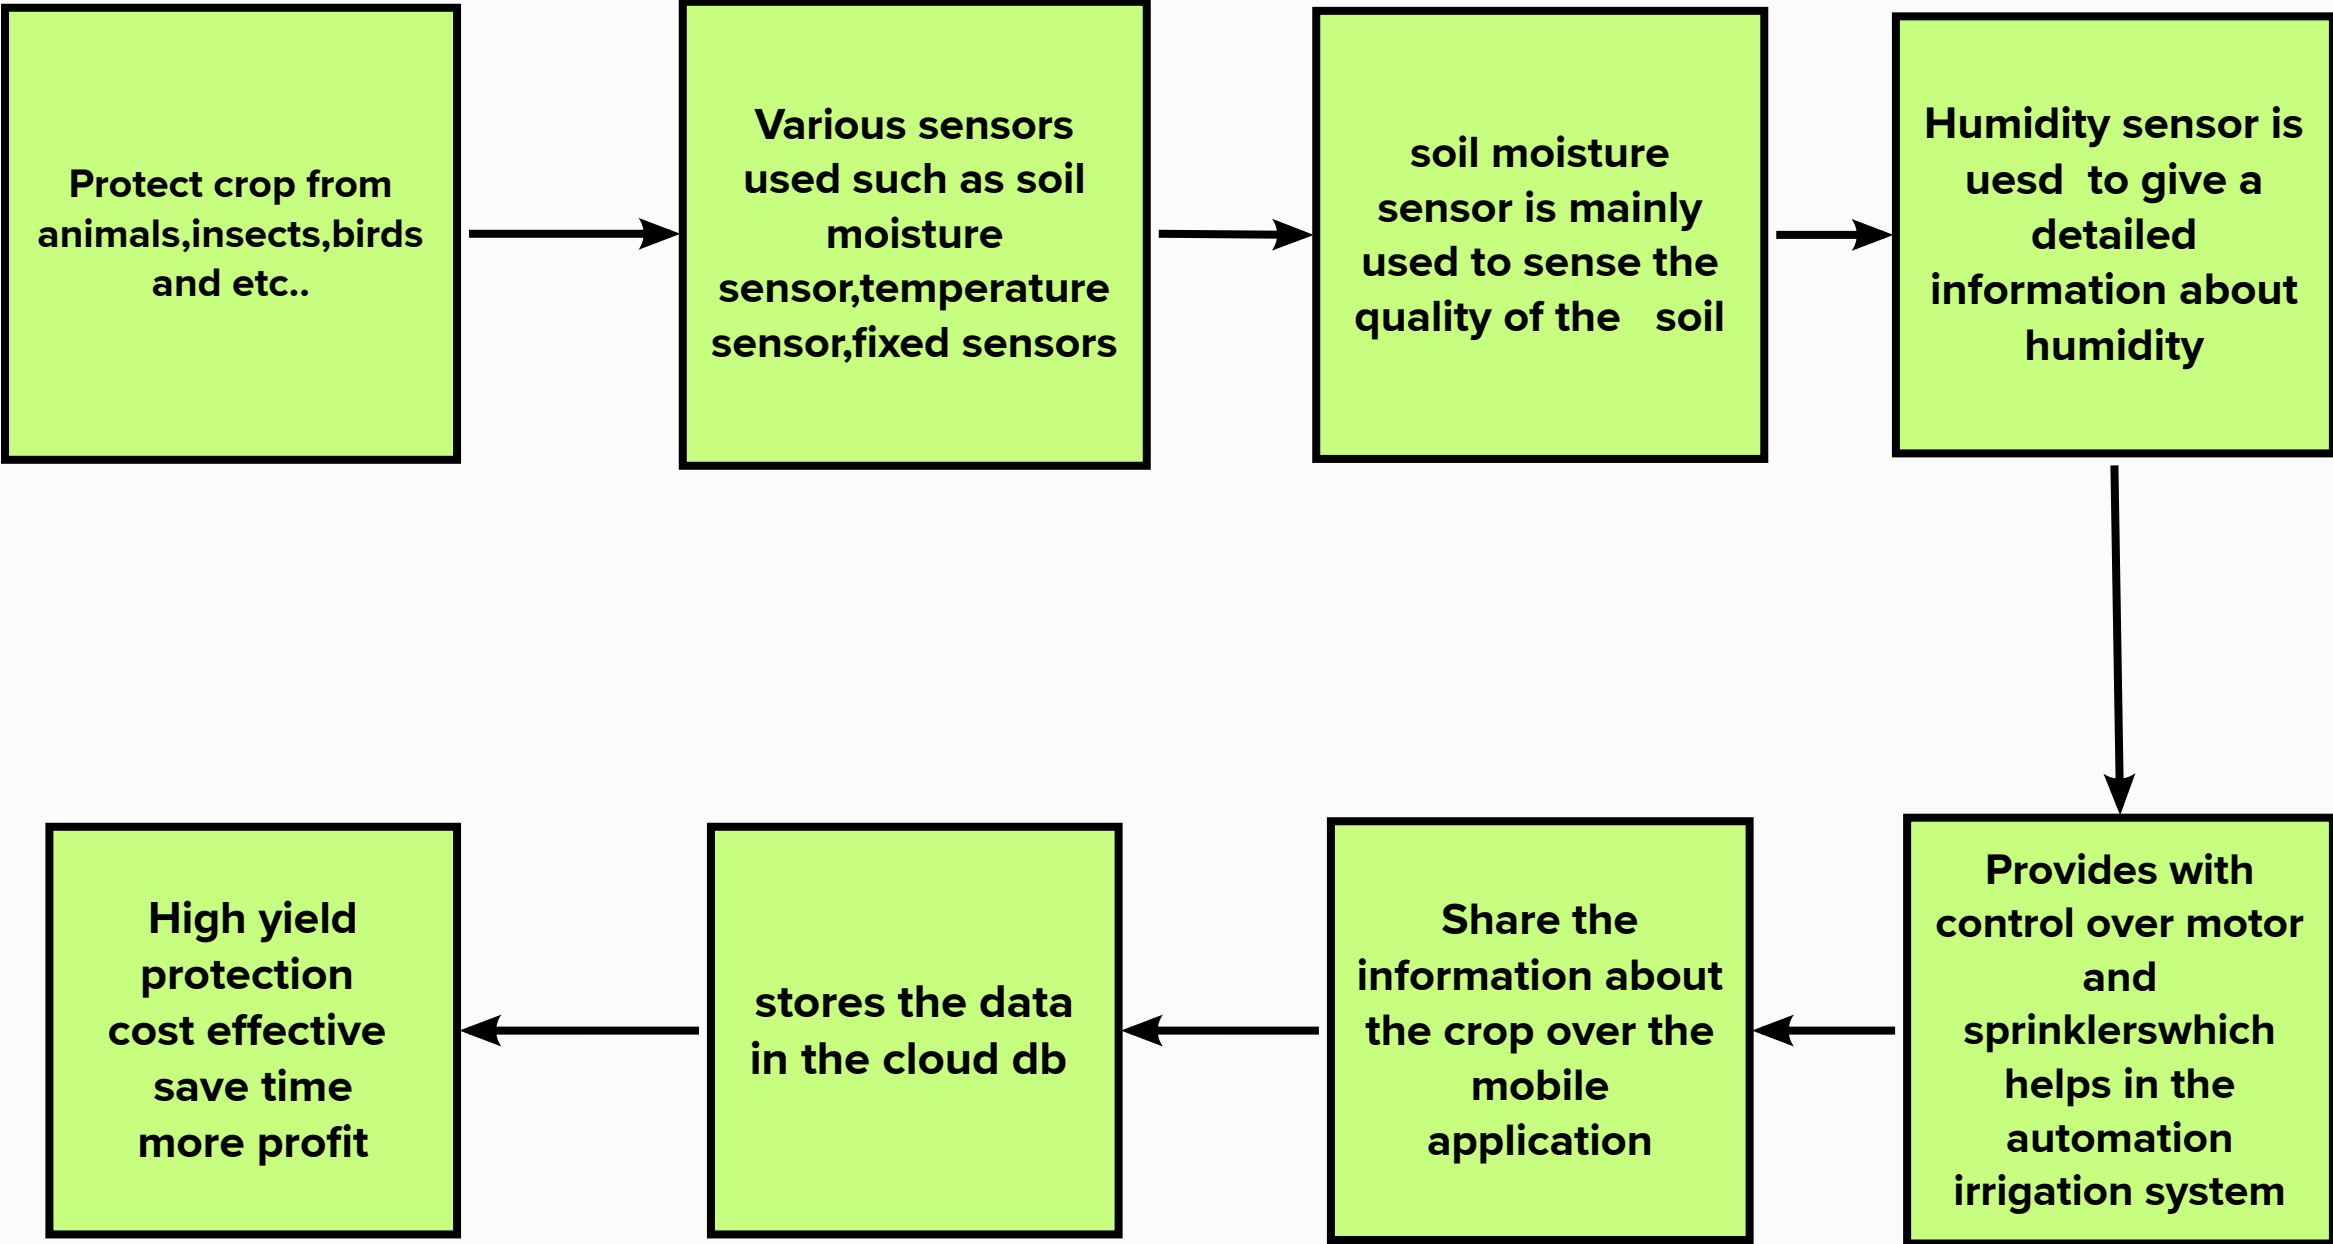 Protect crop from
animals,insects,birds
and etc..
Various sensors
used such as soil
moisture
sensor,temperature
sensor,fixed sensors
soil moisture
sensor is mainly
used to sense the
quality of the   soil
Humidity sensor is
uesd  to give a
detailed
information about
humidity
Provides with
control over motor
and
sprinklerswhich
helps in the
automation
irrigation system
Share the
information about
the crop over the
mobile
application
stores the data
in the cloud db
High yield
protection
cost effective
save time
more profit